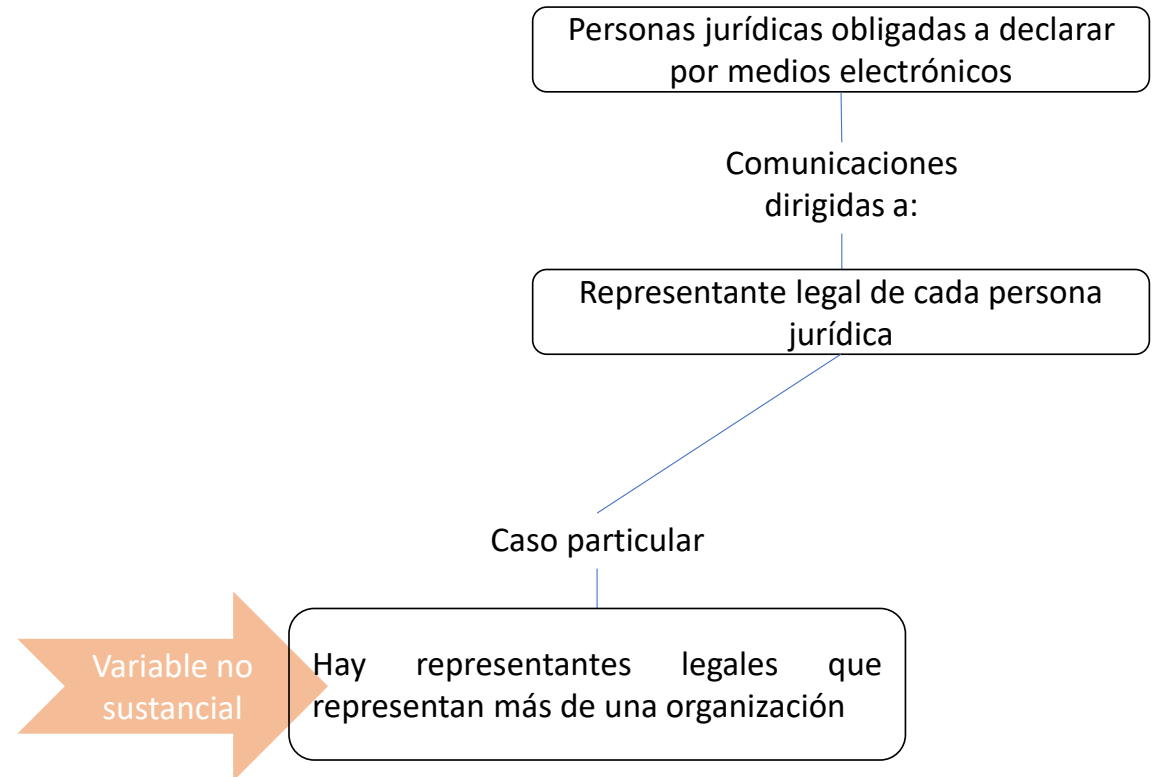 Personas jurídicas obligadas a declarar
por medios electrónicos
Comunicaciones
dirigidas a:
Representante legal de cada persona
jurídica
Caso particular
Variable no
sustancial
Hay representantes legales que
representan más de una organización